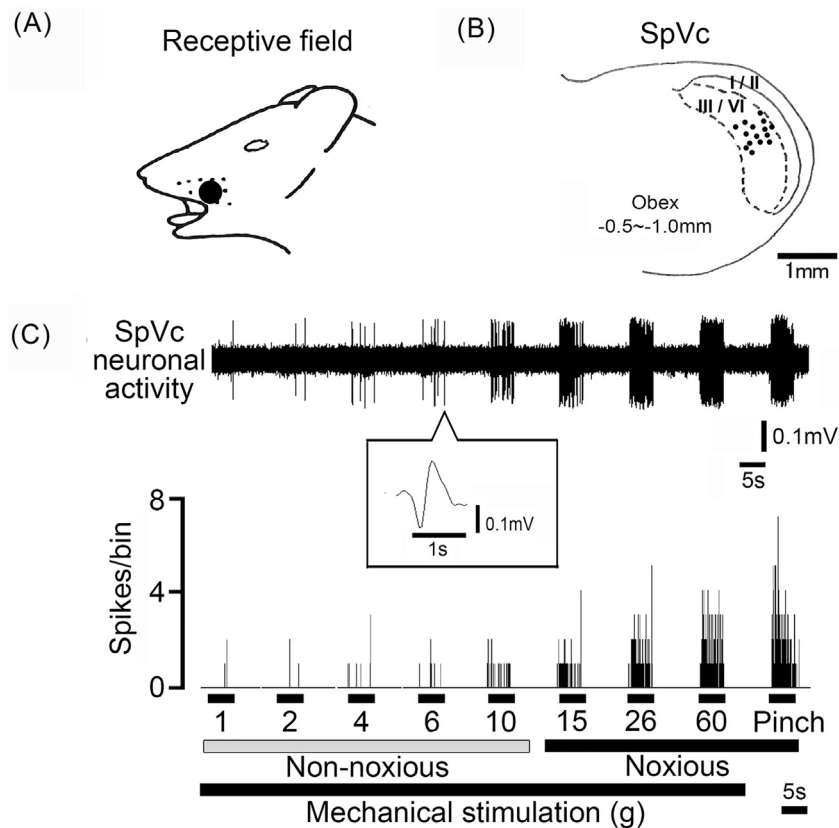 (A)
Receptive field
(B)
SpVc
I / II
III / VI
Obex
-0.5~-1.0mm
1mm
(C)
SpVc
neuronal
activity
0.1mV
5s
0.1mV
1s
Spikes/bin
8
4
0
1 2 4 6 10 15 26 60 Pinch
Non-noxious Noxious
5s
Mechanical stimulation (g)